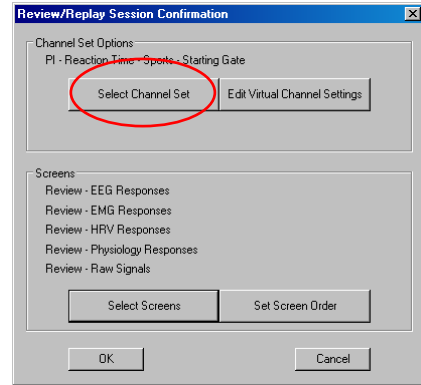 Review/Replay Session Confirmation
Channel Set Options
PI - Reaction Time - Sports - Starting Gate
Select Channel Set Edit Virtual Channel Settings
Screens
Review - EEG Responses
Review - EMG Responses
Review - HRV Responses
Review - Physiology Responses
Review - Raw Signals
Select Screens Set Screen Order
OK Cancel